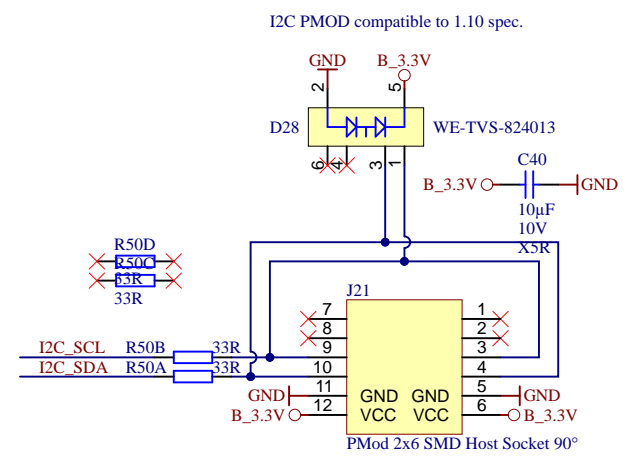 I2C PMOD compatible to 1.10 spec.
GND B_3.3V
2 5
D28 WE-TVS-824013
6 4 3 1
C40
B_3.3V GND
10µF
10V
X5R
R50D
R50C
33R
33R
J21
7 1
8 2
I2C_SCL R50B 33R 9 3
I2C_SDA R50A 33R 10 4
GND 11 GND GND 5 GND
B_3.3V 12 VCC VCC 6 B_3.3V
PMod 2x6 SMD Host Socket 90°